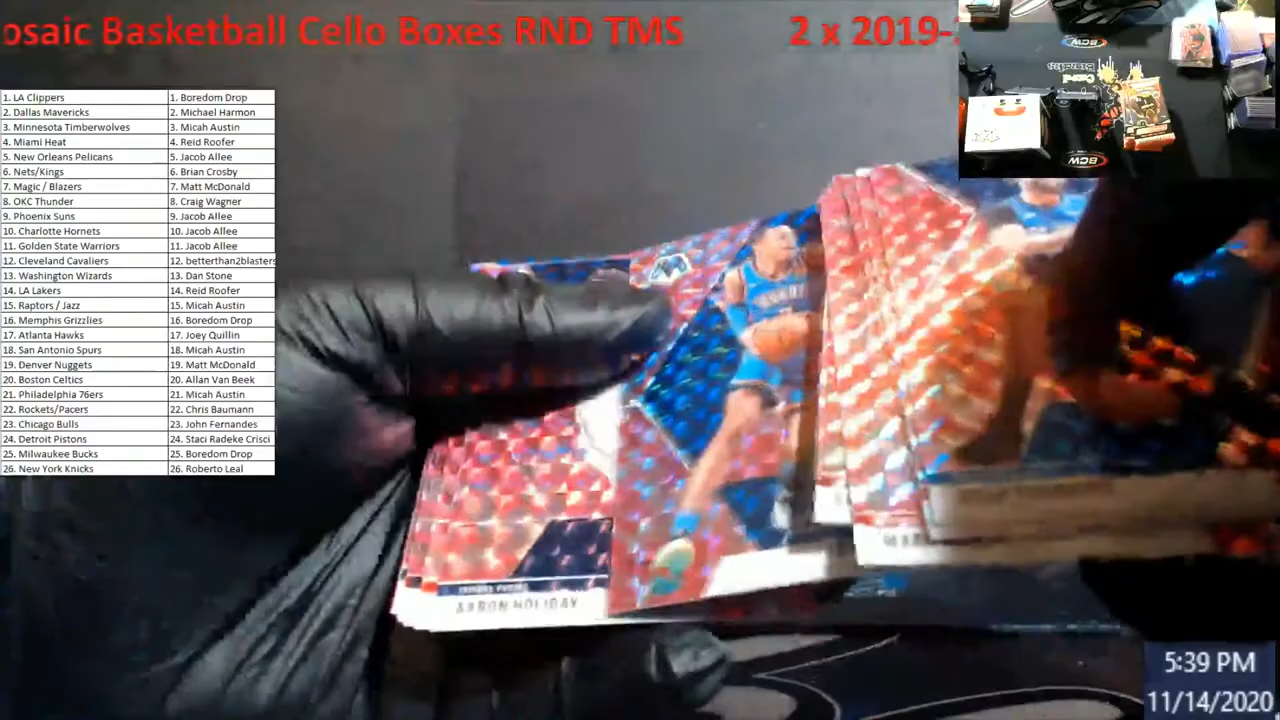 osaic Basketball Cello Boxes RND TMS 2 x 2019-
1. LA Clippers 1. Boredom Drop
2. Dallas Mavericks 2. Michael Harmon
3. Minnesota Timberwolves 3. Micah Austin
4. Miami Heat 4. Reid Roofer
5. New Orleans Pelicans 5. Jacob Allee
6. Nets/Kings 6. Brian Crosby
7. Magic / Blazers 7. Matt McDonald
8. OKC Thunder 8. Craig Wagner
9. Phoenix Suns 9. Jacob Allee
10. Charlotte Hornets 10. Jacob Allee
11. Golden State Warriors 11. Jacob Allee
12. Cleveland Cavaliers 12. betterthan2blasters
13. Washington Wizards 13. Dan Stone
14. LA Lakers 14. Reid Roofer
15. Raptors / Jazz 15. Micah Austin
16. Memphis Grizzlies 16. Boredom Drop
17. Atlanta Hawks 17. Joey Quillin
18. San Antonio Spurs 18. Micah Austin
19. Denver Nuggets 19. Matt McDonald
20. Boston Celtics 20. Allan Van Beek
21. Philadelphia 76ers 21. Micah Austin
22. Rockets/Pacers 22. Chris Baumann
23. Chicago Bulls 23. John Fernandes
24. Detroit Pistons 24. Staci Radeke Crisci
25. Milwaukee Bucks 25. Boredom Drop
26. New York Knicks 26. Roberto Leal
BCW
BCW
AARON HOLIDAY
5:39 PM
11/14/2020